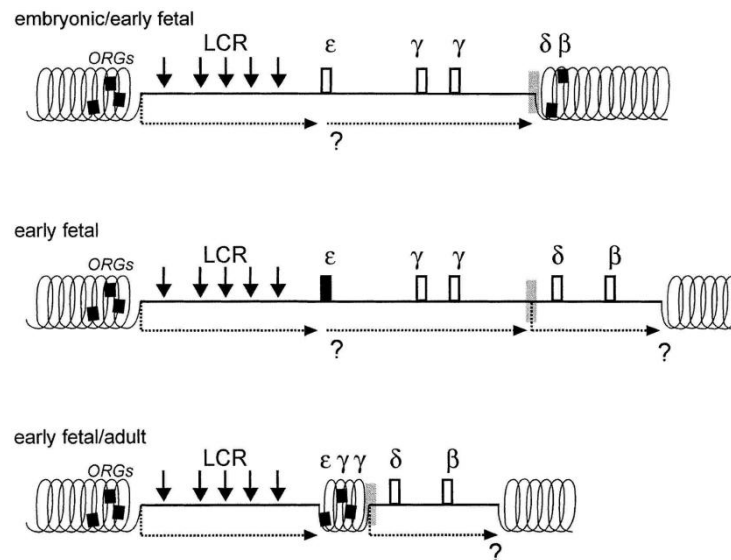 embryonic/early fetal
ORGs LCR ε γ γ δ β
?
early fetal
ORGs LCR ε γ γ δ β
? ?
early fetal/adult
ORGs LCR ε γ γ δ β
?